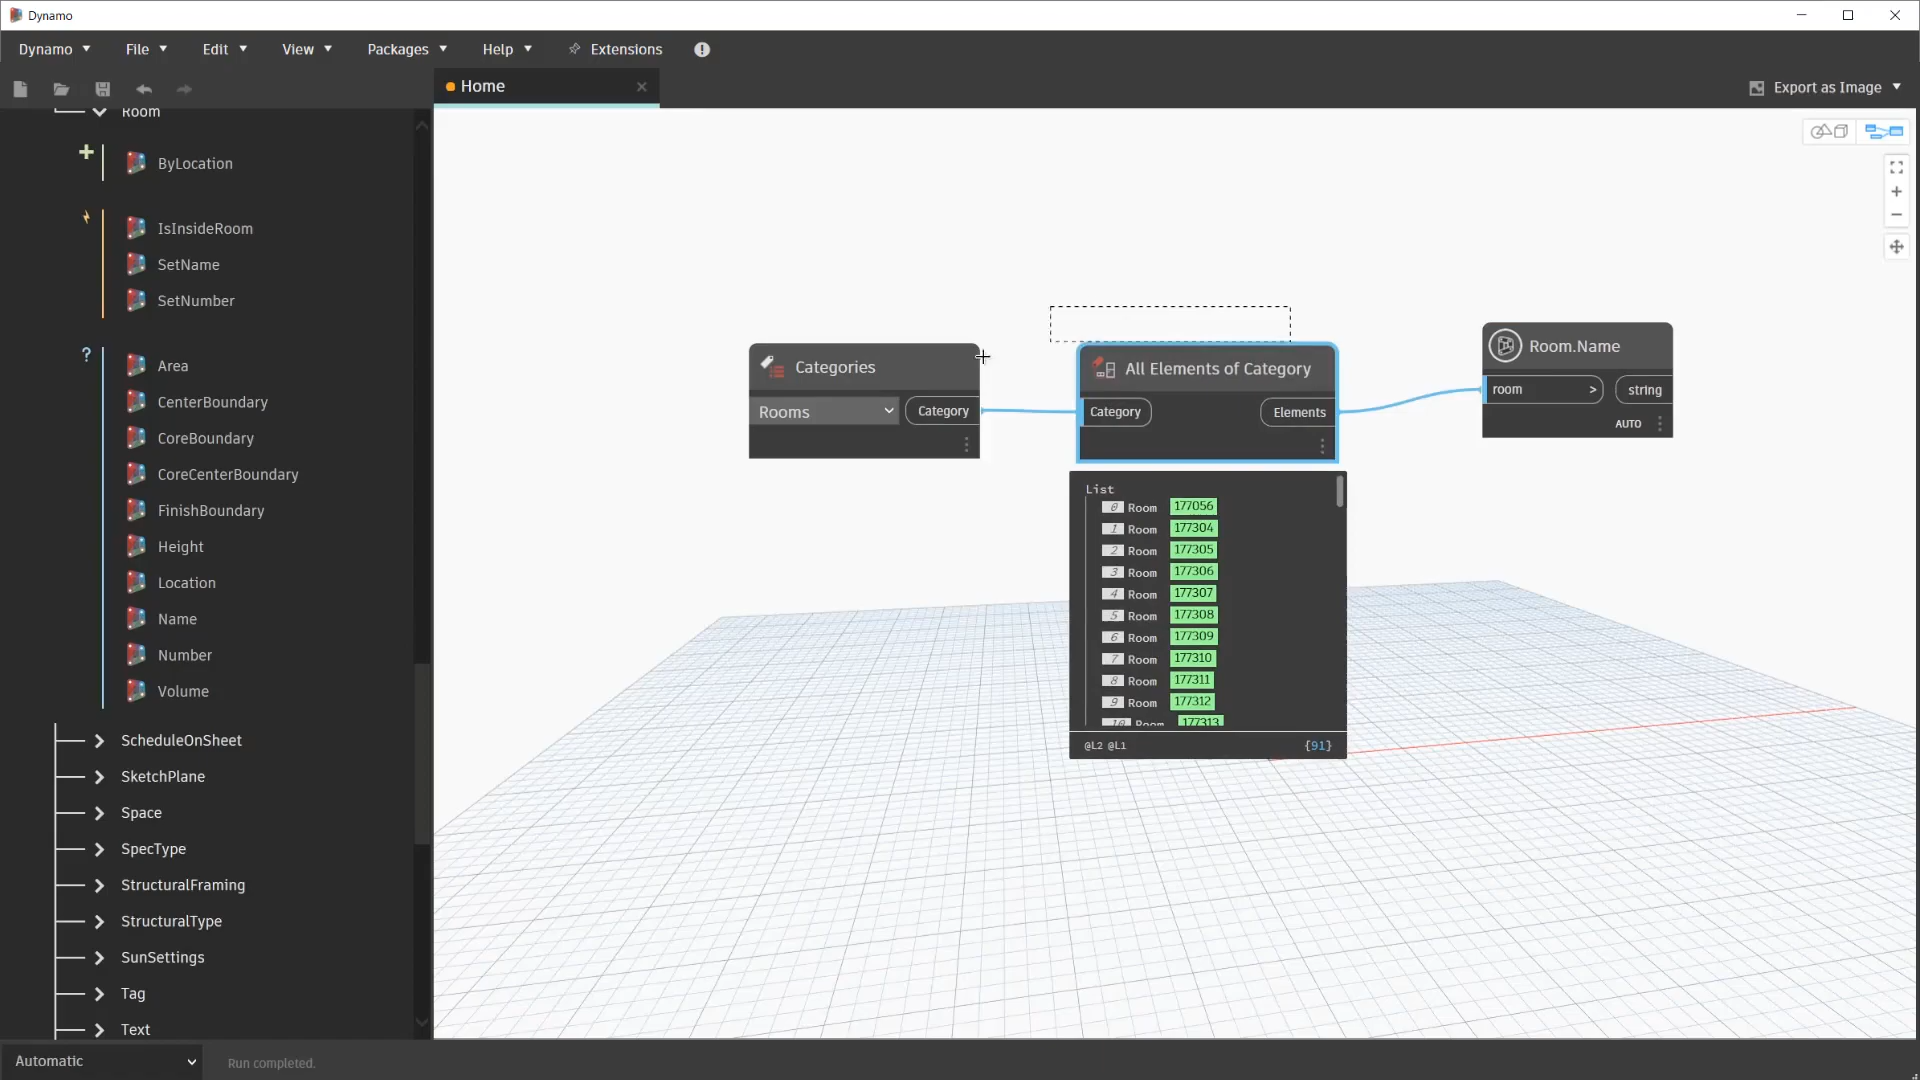 Dynamo
Dynamo
File
Edit
View
Packages
Help
Extensions
Home
Export as Image
Room
ByLocation
IsInsideRoom
SetName
SetNumber
?
Area
CenterBoundary
CoreBoundary
CoreCenterBoundary
FinishBoundary
Height
Location
Name
Number
Volume
ScheduleOnSheet
SketchPlane
Space
SpecType
StructuralFraming
StructuralType
SunSettings
Tag
Text
Categories
Rooms
Category
All Elements of Category
Category
Elements
Room.Name
room >
string
AUTO
List
0 Room 177056
1 Room 177304
2 Room 177305
3 Room 177306
4 Room 177307
5 Room 177308
6 Room 177309
7 Room 177310
8 Room 177311
9 Room 177312
10 Room 177313
@L2 @L1
{91}
Automatic
Run completed.